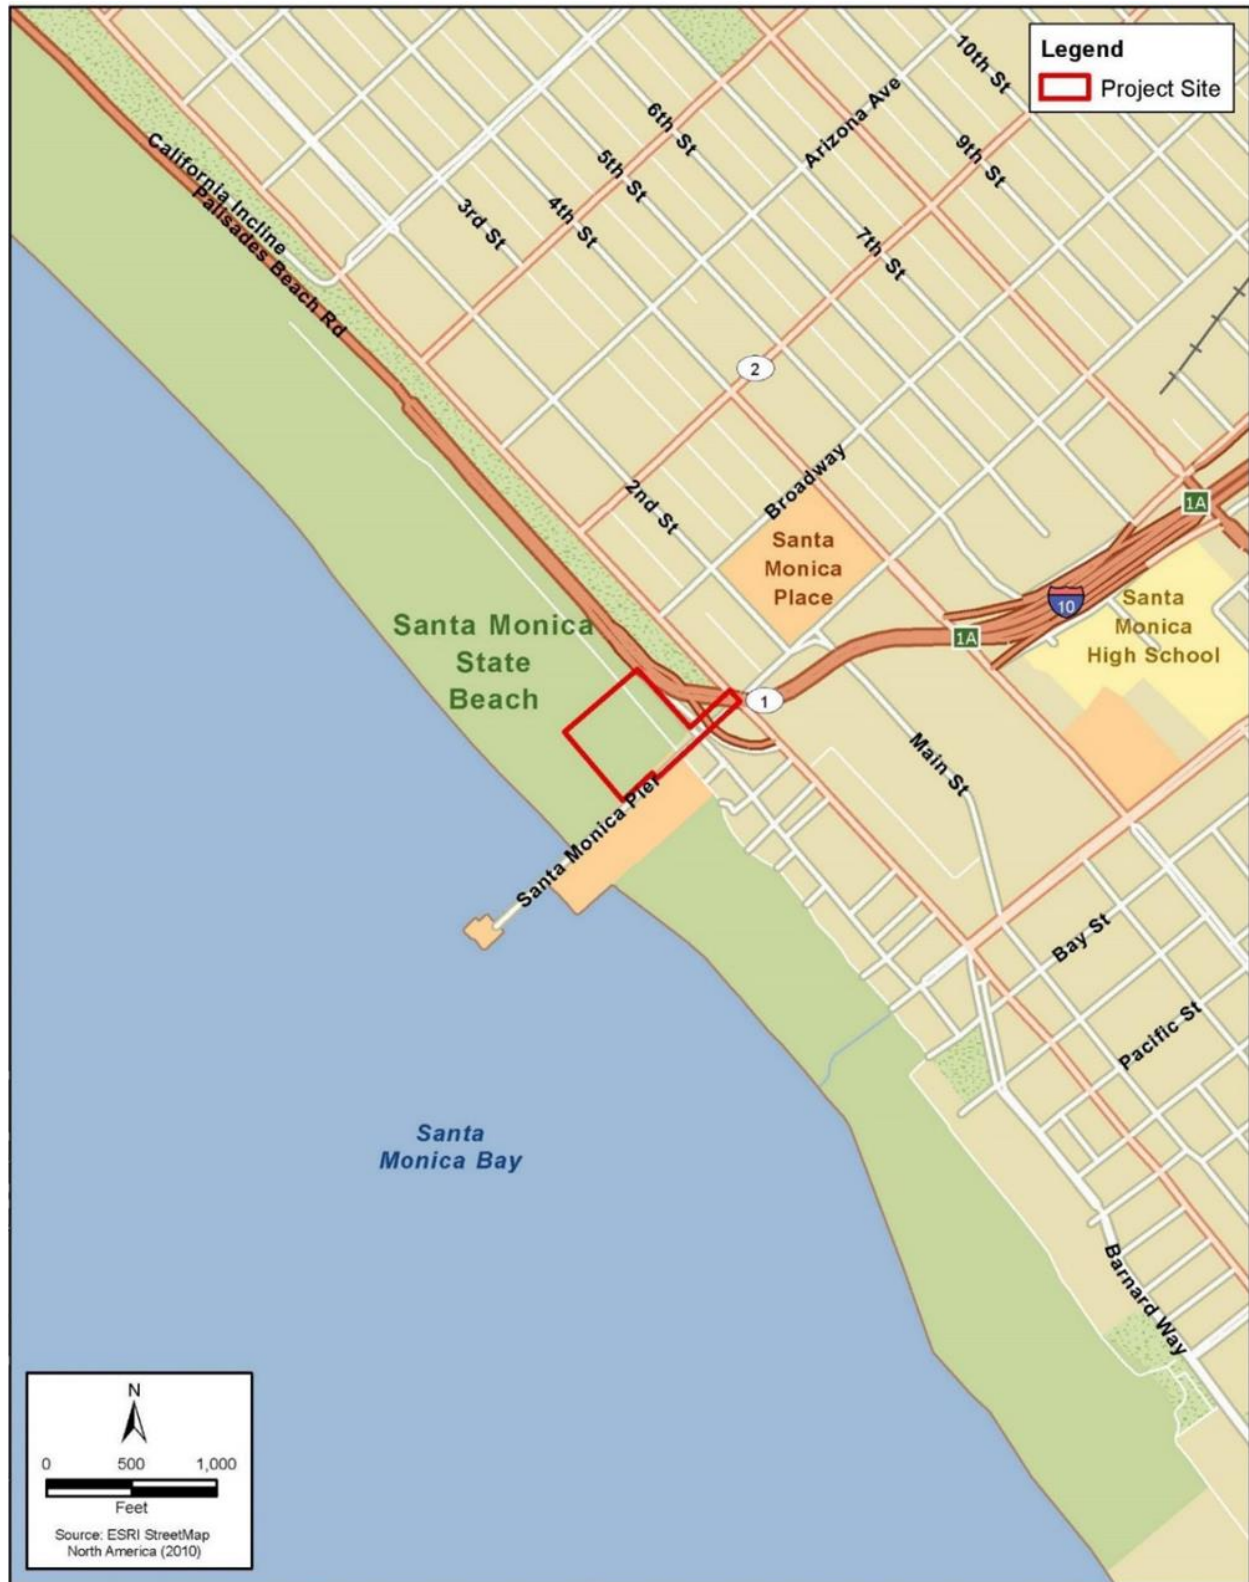 Legend
Project Site
10th St
Arizona Ave
6th St
9th St
5th St
California Incline
Palisades Beach Rd
4th St
3rd St
7th St
2
Broadway
2nd St
1A
Santa
Monica
Place
10
Santa
Monica
High School
Santa Monica
State
Beach
1A
1
Main St
Santa Monica Pier
Bay St
Pacific St
Santa
Monica Bay
Barnard Way
N
0 500 1,000
Feet
Source: ESRI StreetMap
North America (2010)